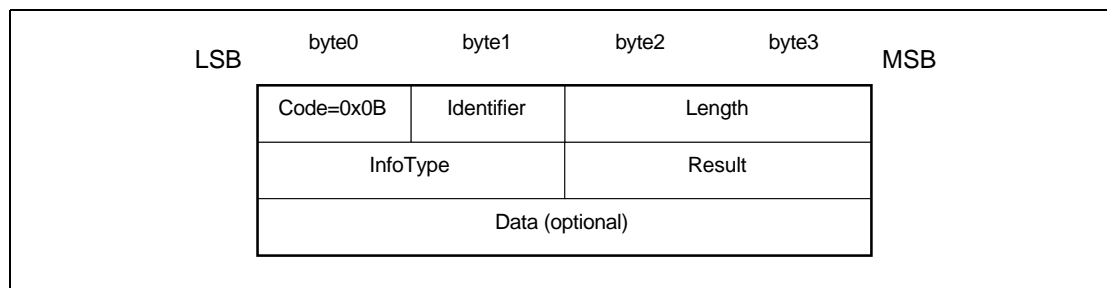 byte0 byte1 byte2 byte3
LSB MSB
Code=0x0B Identifier Length
InfoType Result
Data (optional)